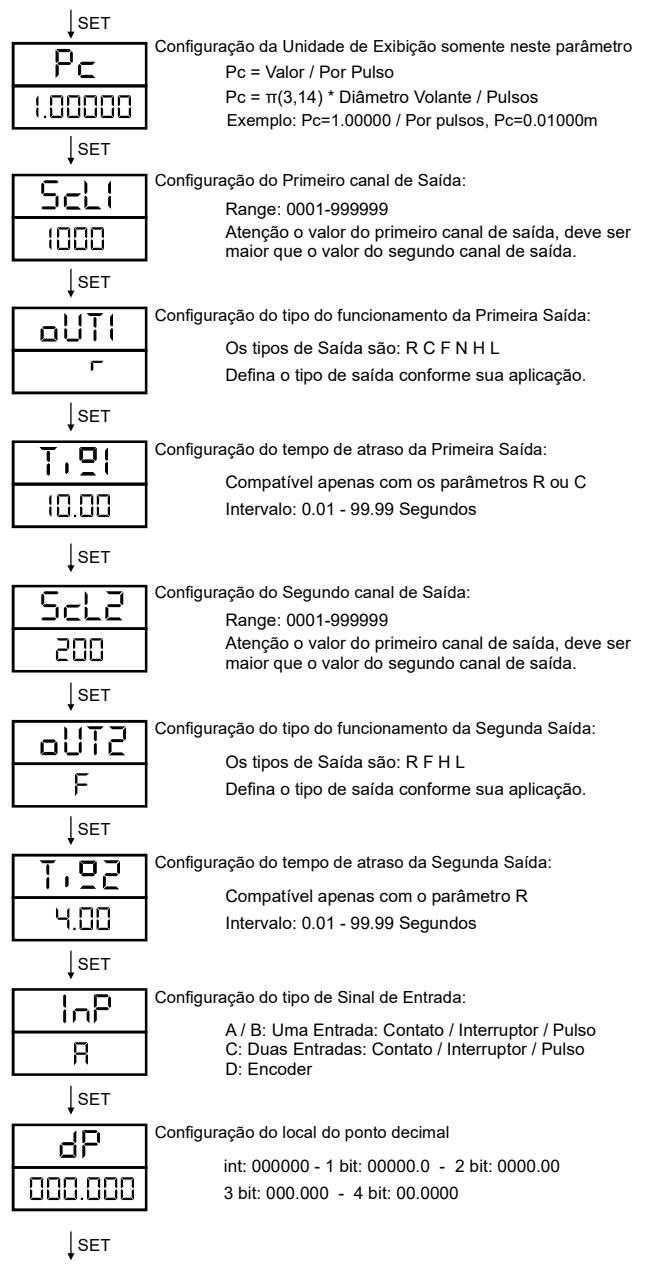 SET
Configuração da Unidade de Exibição somente neste parâmetro
Pc
Pc = Valor / Por Pulso
Pc = π(3,14) * Diâmetro Volante / Pulsos
1.00000
Exemplo: Pc=1.00000 / Por pulsos, Pc=0.01000m
SET
Configuração do Primeiro canal de Saída:
ScL1
Range: 0001-999999
1000
Atenção o valor do primeiro canal de saída, deve ser
maior que o valor do segundo canal de saída.
SET
Configuração do tipo do funcionamento da Primeira Saída:
oUT1
Os tipos de Saída são: R C F N H L
r
Defina o tipo de saída conforme sua aplicação.
SET
Configuração do tempo de atraso da Primeira Saída:
Compatível apenas com os parâmetros R ou C
10.00
Intervalo: 0.01 - 99.99 Segundos
SET
Configuração do Segundo canal de Saída:
ScL2
Range: 0001-999999
200
Atenção o valor do primeiro canal de saída, deve ser
maior que o valor do segundo canal de saída.
SET
Configuração do tipo do funcionamento da Segunda Saída:
oUT2
Os tipos de Saída são: R F H L
F
Defina o tipo de saída conforme sua aplicação.
SET
Configuração do tempo de atraso da Segunda Saída:
Compatível apenas com o parâmetro R
4.00
Intervalo: 0.01 - 99.99 Segundos
SET
Configuração do tipo de Sinal de Entrada:
InP
A / B: Uma Entrada: Contato / Interruptor / Pulso
A
C: Duas Entradas: Contato / Interruptor / Pulso
D: Encoder
SET
Configuração do local do ponto decimal
dP
int: 000000 - 1 bit: 00000.0 - 2 bit: 0000.00
000.000
3 bit: 000.000 - 4 bit: 00.0000
SET